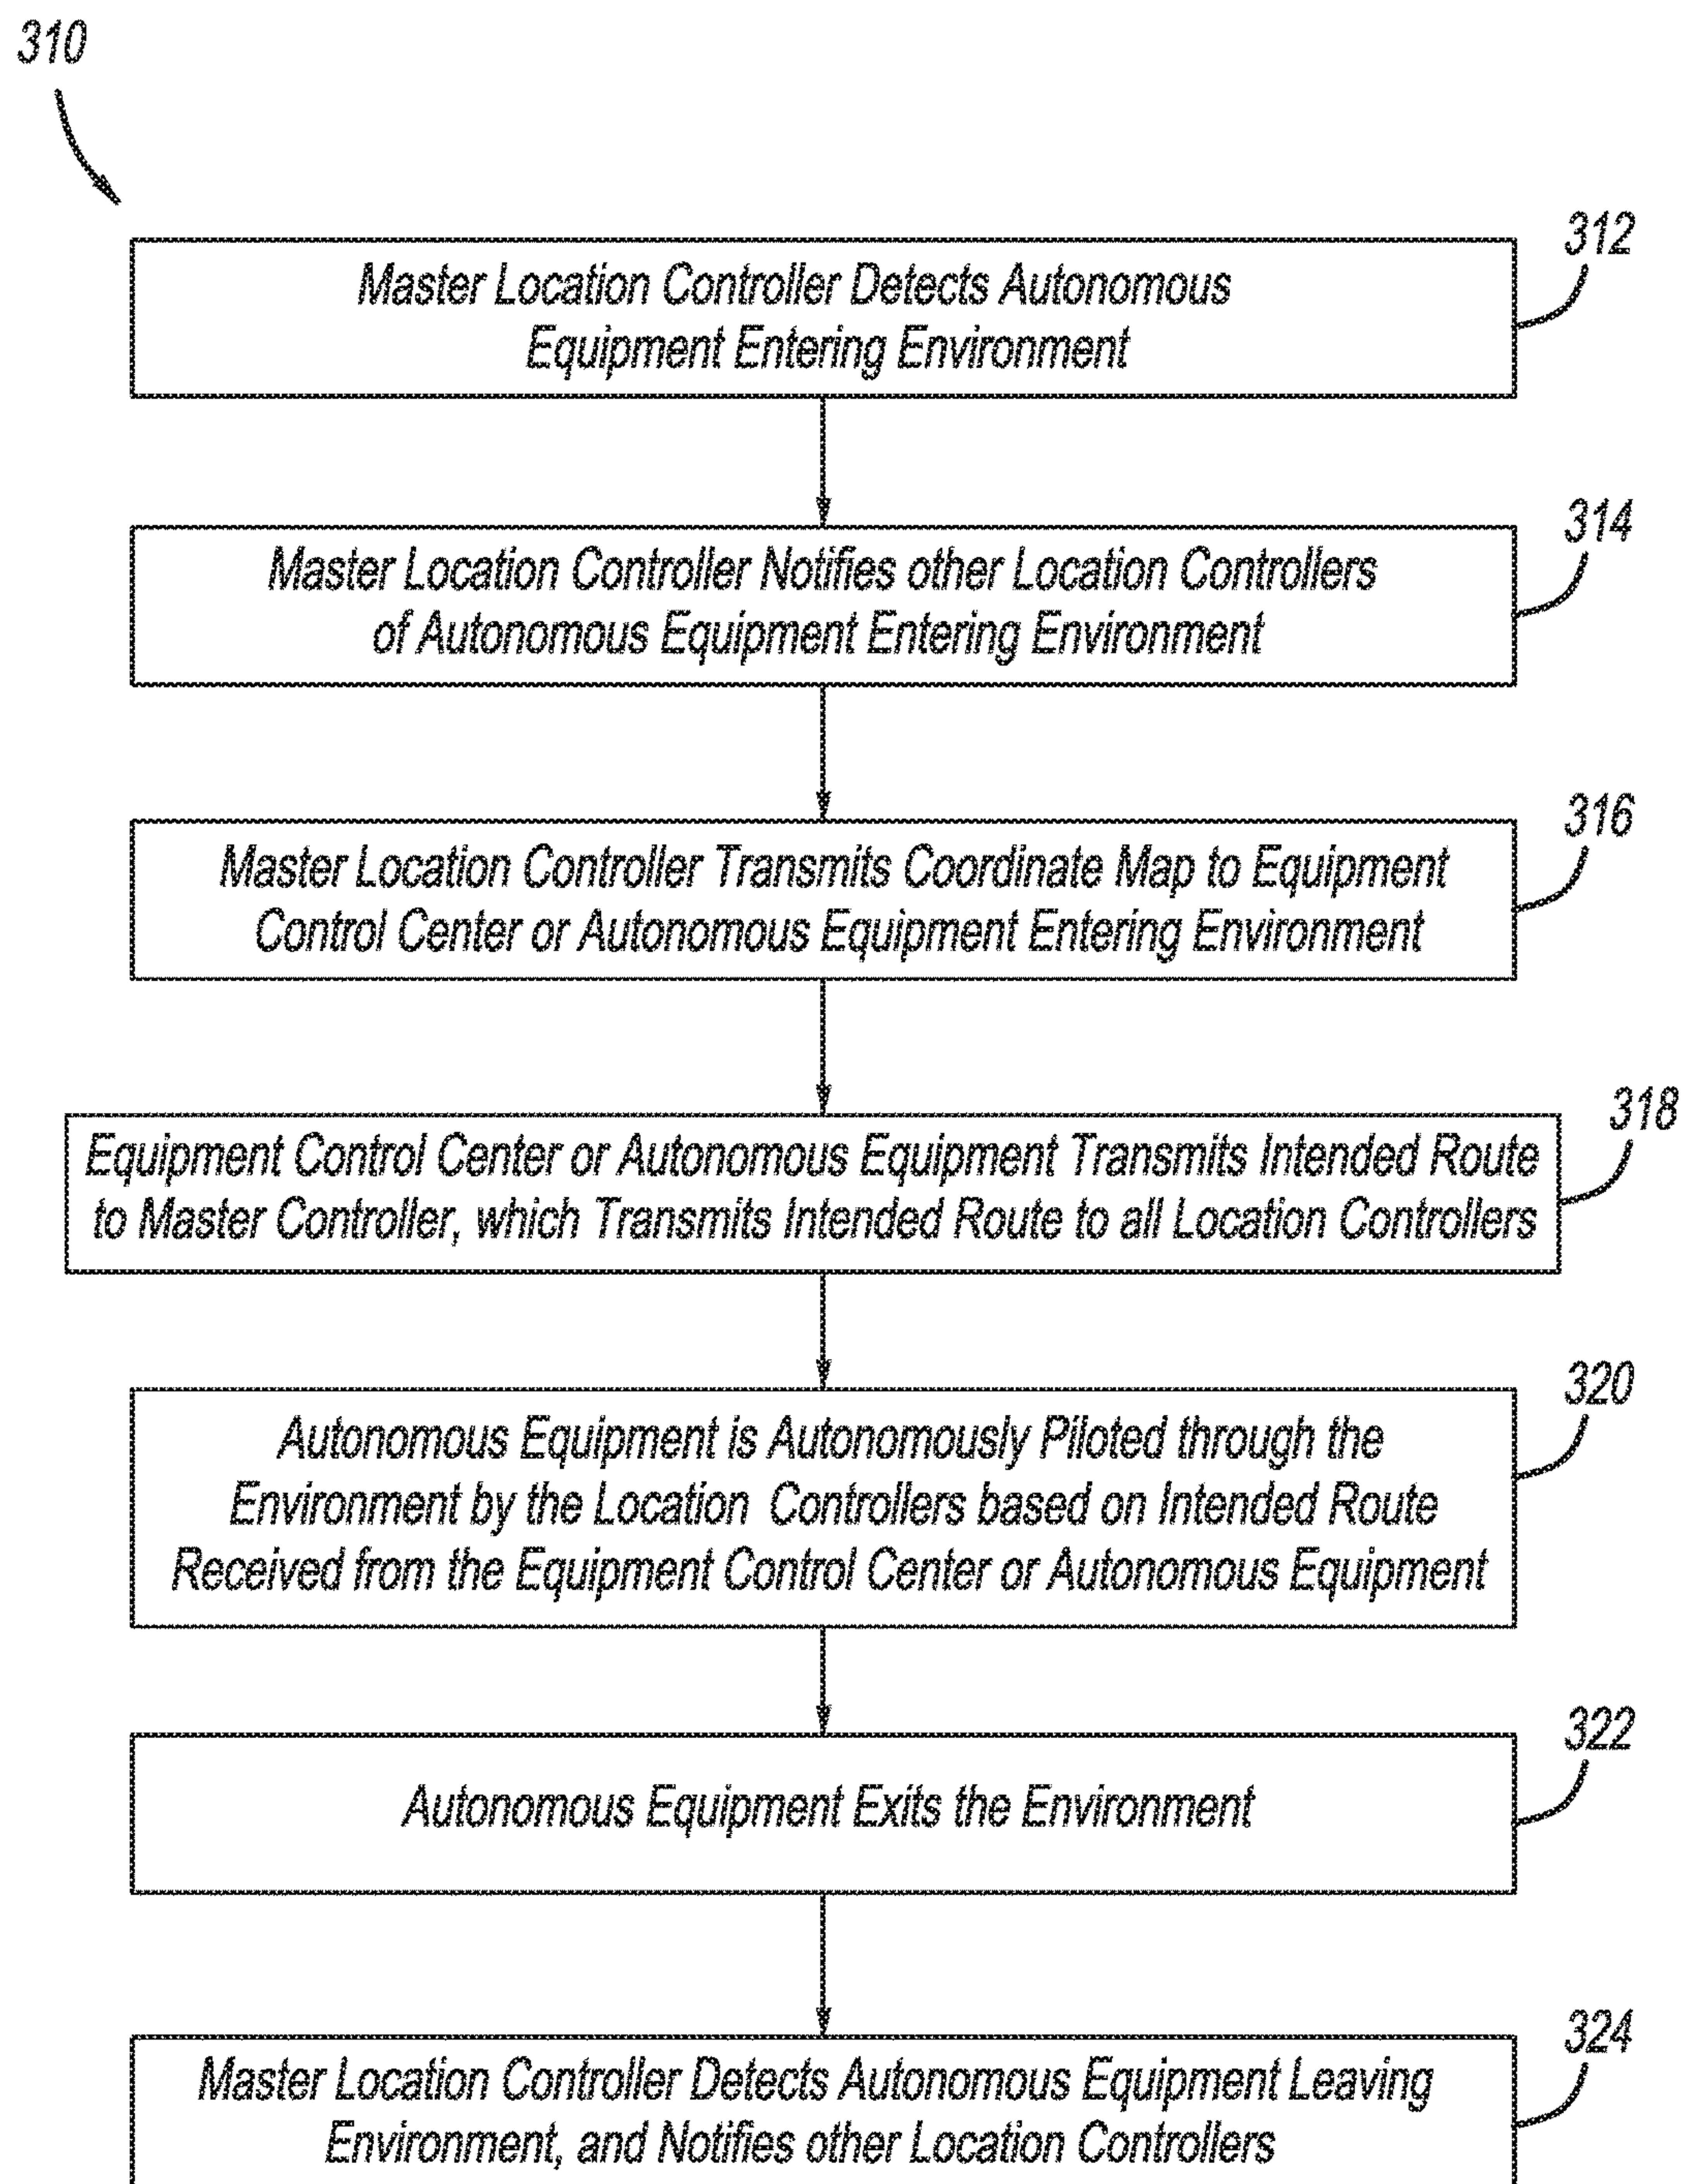 310
312
Master Location Controller Detects Autonomous
Equipment Entering Environment
314
Master Location Controller Notifies other Location Controllers
of Autonomous Equipment Entering Environment
316
Master Location Controller Transmits Coordinate Map to Equipment
Control Center or Autonomous Equipment Entering Environment
318
Equipment Control Center or Autonomous Equipment Transmits Intended Route
to Master Controller, which Transmits Intended Route to all Location Controllers
320
Autonomous Equipment is Autonomously Piloted through the
Environment by the Location Controllers based on Intended Route
Received from the Equipment Control Center or Autonomous Equipment
322
Autonomous Equipment Exits the Environment
324
Master Location Controller Detects Autonomous Equipment Leaving
Environment, and Notifies other Location Controllers